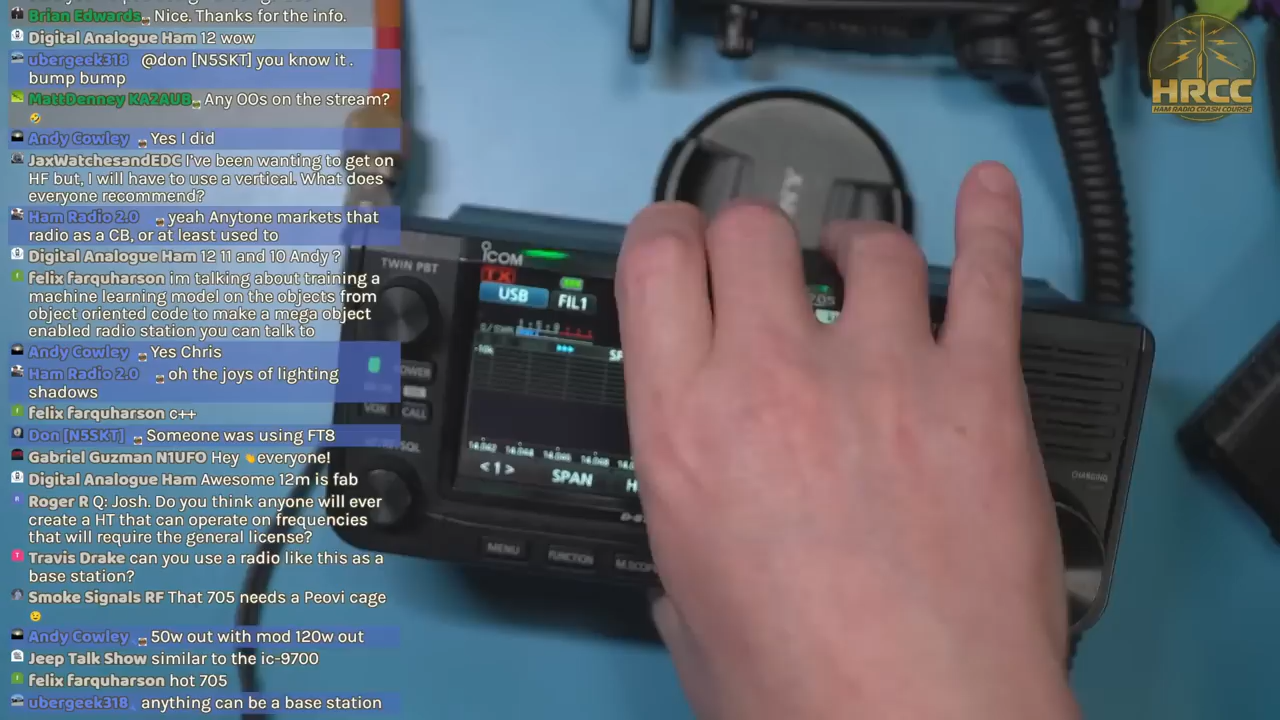 Brian Edwards Nice. Thanks for the info.
Digital Analogue Ham 12 wow
ubergeek318 @don [N5SKT] you know it .
bump bump
MattDenney KA2AUB Any OOs on the stream?
🤣
Andy Cowley Yes I did
JaxWatchesandEDC I've been wanting to get on
HF but, I will have to use a vertical. What does
everyone recommend?
Ham Radio 2.0 yeah Anytone markets that
radio as a CB, or at least used to
Digital Analogue Ham 12 11 and 10 Andy ?
felix farquharson im talking about training a
machine learning model on the objects from
object oriented code to make a mega object
enabled radio station you can talk to
Andy Cowley Yes Chris
Ham Radio 2.0 oh the joys of lighting
shadows
felix farquharson c++
Don [N5SKT] Someone was using FT8
Gabriel Guzman N1UFO Hey 👋everyone!
Digital Analogue Ham Awesome 12m is fab
Roger R Q: Josh. Do you think anyone will ever
create a HT that can operate on frequencies
that will require the general license?
Travis Drake can you use a radio like this as a
base station?
Smoke Signals RF That 705 needs a Peovi cage
😉
Andy Cowley 50w out with mod 120w out
Jeep Talk Show similar to the ic-9700
felix farquharson hot 705
ubergeek318 anything can be a base station
HRCC
HAM RADIO CRASH COURSE
ICOM
TWIN PBT
TX
USB FIL1
POWER
VOX CALL
<1> SPAN
MENU FUNCTION M.SCOPE
CHARGING